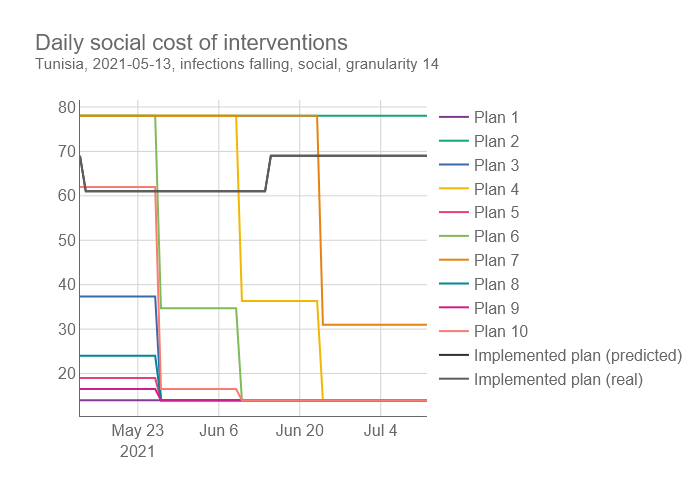 Daily social cost of interventions
Tunisia, 2021-05-13, infections falling, social, granularity 14
80
70
60
50
40
30
20
May 23
2021
Jun 6
Jun 20
Jul 4
Plan 1
Plan 2
Plan 3
Plan 4
Plan 5
Plan 6
Plan 7
Plan 8
Plan 9
Plan 10
Implemented plan (predicted)
Implemented plan (real)